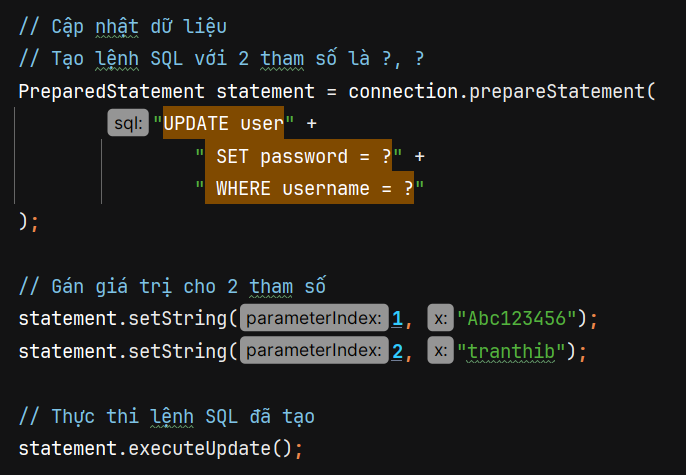 // Cập nhật dữ liệu
// Tạo lệnh SQL với 2 tham số là ?, ?
PreparedStatement statement = connection.prepareStatement(
sql: "UPDATE user" +
" SET password = ?" +
" WHERE username = ?"
);
// Gán giá trị cho 2 tham số
statement.setString( parameterIndex: 1, x: "Abc123456");
statement.setString( parameterIndex: 2, x: "tranthib");
// Thực thi lệnh SQL đã tạo
statement.executeUpdate();